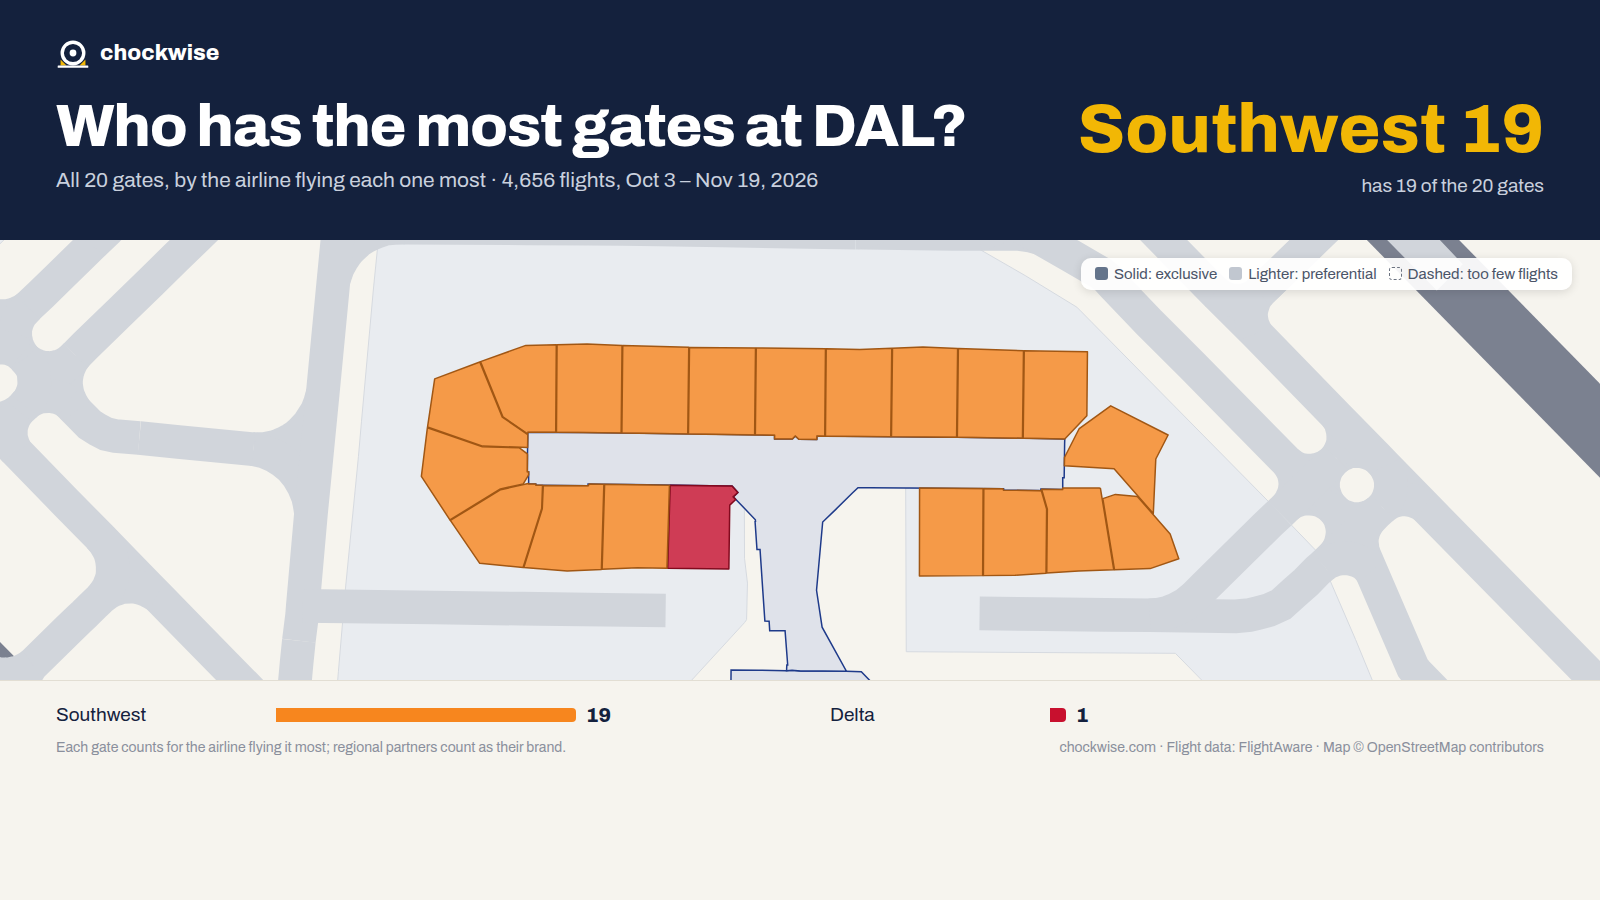 chockwise
Who has the most gates at DAL?
All 20 gates, by the airline flying each one most · 4,656 flights, Oct 3 – Nov 19, 2026
Southwest 19
has 19 of the 20 gates
Solid: exclusive Lighter: preferential Dashed: too few flights
Southwest 19
Delta 1
Each gate counts for the airline flying it most; regional partners count as their brand.
chockwise.com · Flight data: FlightAware · Map © OpenStreetMap contributors